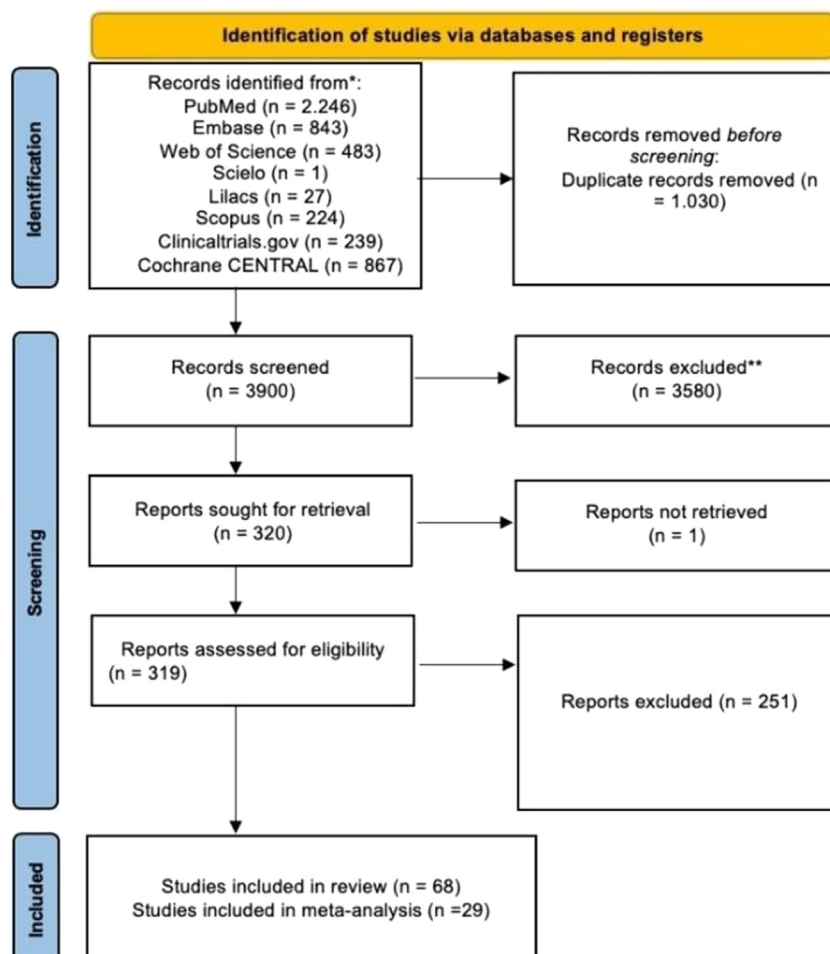 Identification of studies via databases and registers
Identification
Records identified from*:
PubMed (n = 2.246)
Embase (n = 843)
Web of Science (n = 483)
Scielo (n = 1)
Lilacs (n = 27)
Scopus (n = 224)
Clinicaltrials.gov (n = 239)
Cochrane CENTRAL (n = 867)
Records removed before
screening:
Duplicate records removed (n
= 1.030)
Screening
Records screened
(n = 3900)
Records excluded**
(n = 3580)
Reports sought for retrieval
(n = 320)
Reports not retrieved
(n = 1)
Reports assessed for eligibility
(n = 319)
Reports excluded (n = 251)
Included
Studies included in review (n = 68)
Studies included in meta-analysis (n =29)